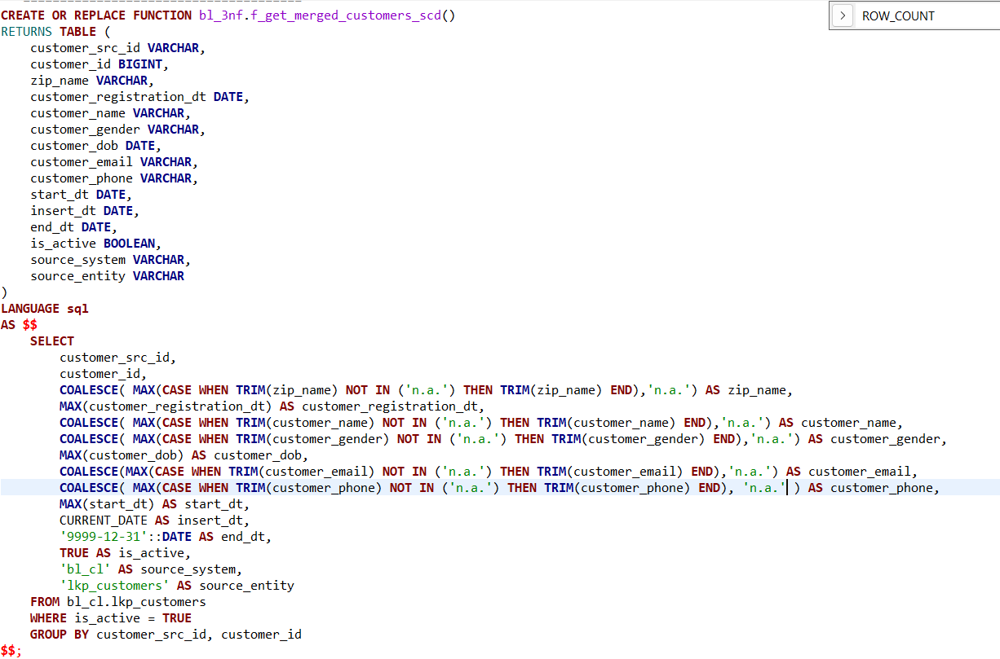 CREATE OR REPLACE FUNCTION bl_3nf.f_get_merged_customers_scd()
ROW_COUNT
RETURNS TABLE (
    customer_src_id VARCHAR,
    customer_id BIGINT,
    zip_name VARCHAR,
    customer_registration_dt DATE,
    customer_name VARCHAR,
    customer_gender VARCHAR,
    customer_dob DATE,
    customer_email VARCHAR,
    customer_phone VARCHAR,
    start_dt DATE,
    insert_dt DATE,
    end_dt DATE,
    is_active BOOLEAN,
    source_system VARCHAR,
    source_entity VARCHAR
)
LANGUAGE sql
AS $$
    SELECT
        customer_src_id,
        customer_id,
        COALESCE( MAX(CASE WHEN TRIM(zip_name) NOT IN ('n.a.') THEN TRIM(zip_name) END),'n.a.') AS zip_name,
        MAX(customer_registration_dt) AS customer_registration_dt,
        COALESCE( MAX(CASE WHEN TRIM(customer_name) NOT IN ('n.a.') THEN TRIM(customer_name) END),'n.a.') AS customer_name,
        COALESCE( MAX(CASE WHEN TRIM(customer_gender) NOT IN ('n.a.') THEN TRIM(customer_gender) END),'n.a.') AS customer_gender,
        MAX(customer_dob) AS customer_dob,
        COALESCE(MAX(CASE WHEN TRIM(customer_email) NOT IN ('n.a.') THEN TRIM(customer_email) END),'n.a.') AS customer_email,
        COALESCE( MAX(CASE WHEN TRIM(customer_phone) NOT IN ('n.a.') THEN TRIM(customer_phone) END), 'n.a.' ) AS customer_phone,
        MAX(start_dt) AS start_dt,
        CURRENT_DATE AS insert_dt,
        '9999-12-31'::DATE AS end_dt,
        TRUE AS is_active,
        'bl_cl' AS source_system,
        'lkp_customers' AS source_entity
    FROM bl_cl.lkp_customers
    WHERE is_active = TRUE
    GROUP BY customer_src_id, customer_id
$$;